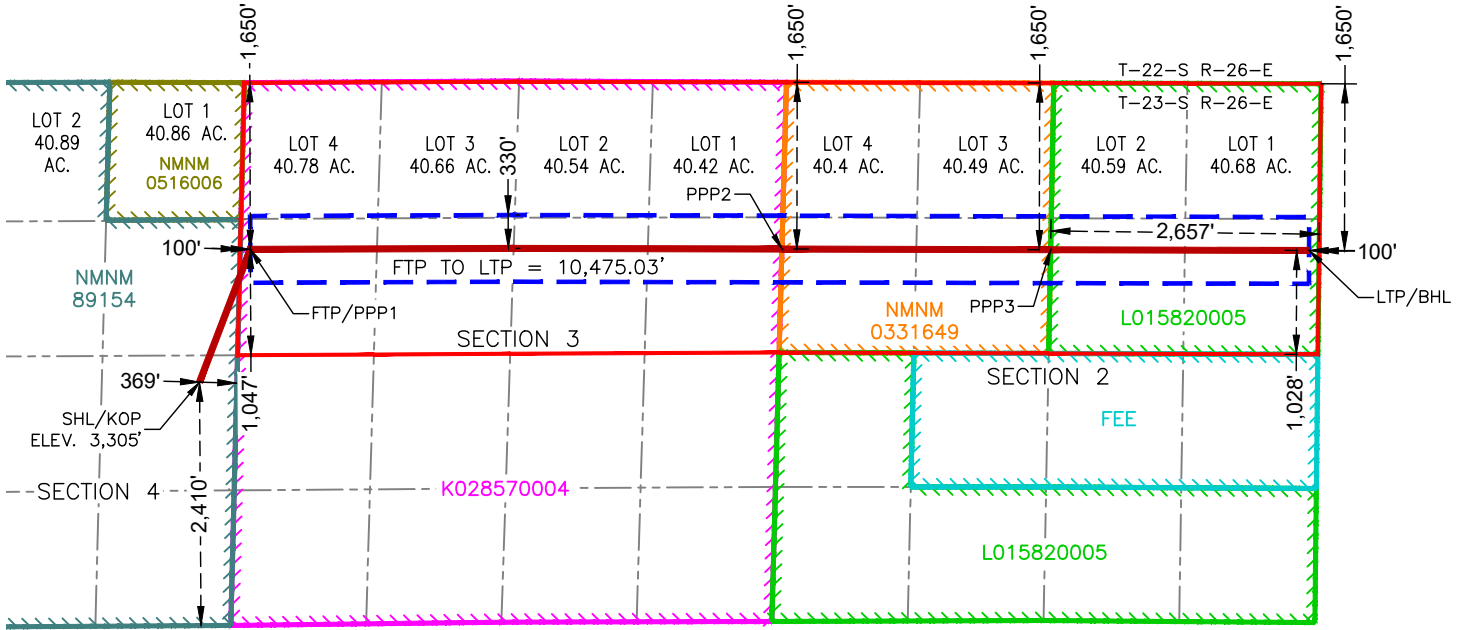 1,650'
1,650'
1,650'
1,650'
T-22-S R-26-E
T-23-S R-26-E
LOT 2
40.89
AC.
LOT 1
40.86 AC.
NMNM
0516006
LOT 4
40.78 AC.
LOT 3
40.66 AC.
330'
LOT 2
40.54 AC.
LOT 1
40.42 AC.
LOT 4
40.4 AC.
LOT 3
40.49 AC.
LOT 2
40.59 AC.
LOT 1
40.68 AC.
PPP2
2,657'
100'
100'
NMNM
89154
FTP TO LTP = 10,475.03'
FTP/PPP1
PPP3
LTP/BHL
NMNM
0331649
L015820005
SECTION 3
SECTION 2
369'
1,047'
1,028'
SHL/KOP
ELEV. 3,305'
FEE
SECTION 4
2,410'
K028570004
L015820005